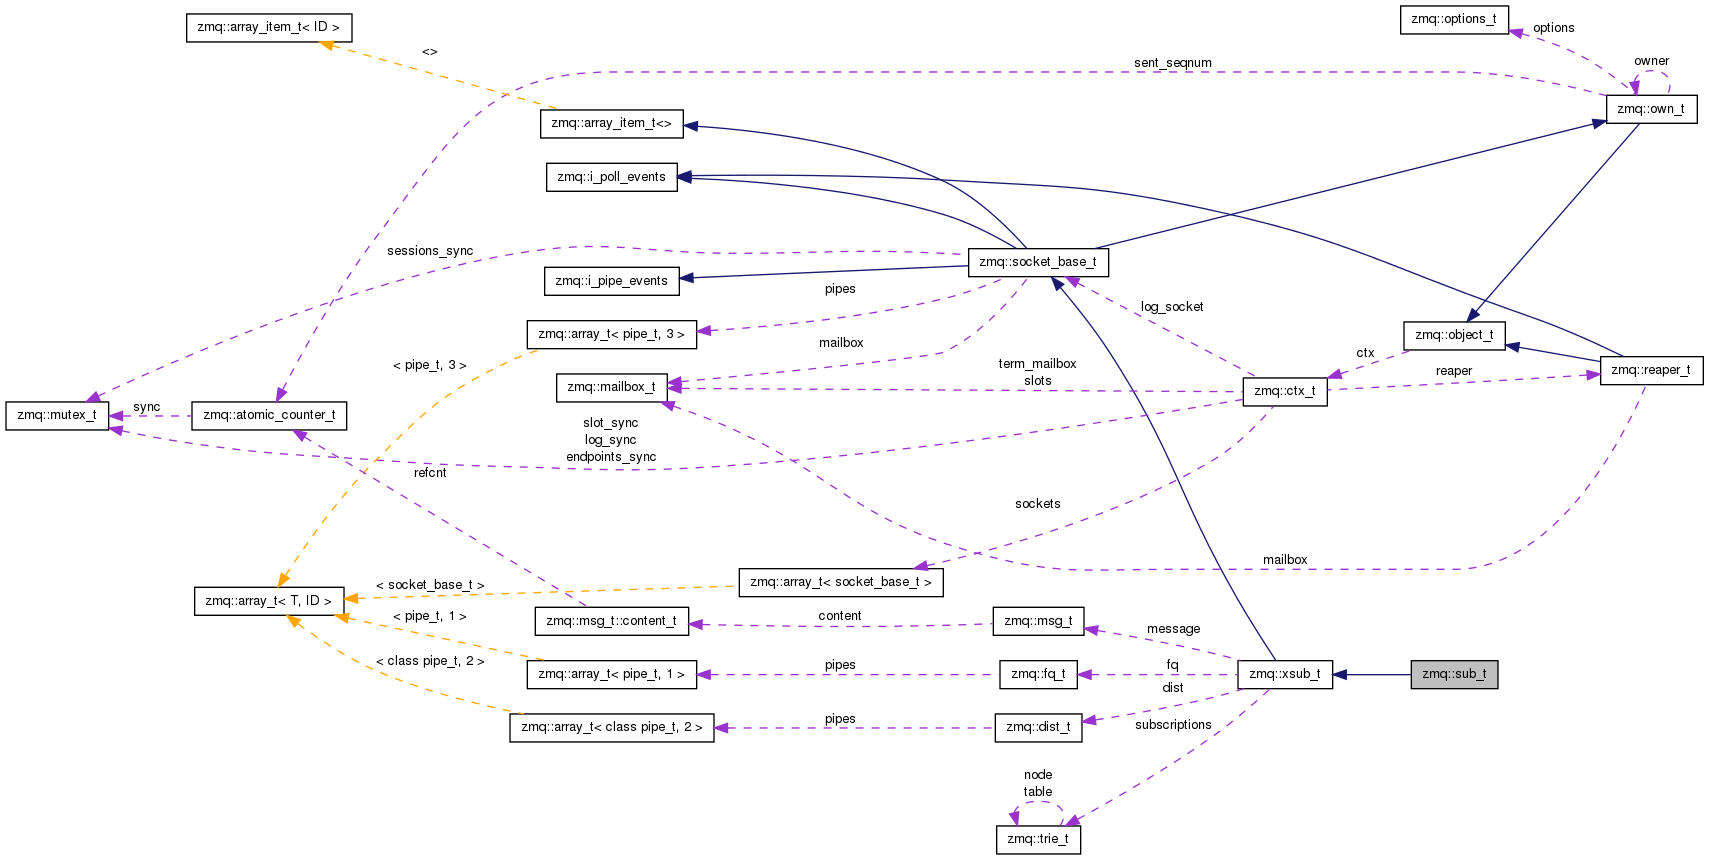 zmq::array_item_t< ID >
zmq::options_t
options
<>
sent_seqnum
owner
zmq::own_t
zmq::array_item_t<>
zmq::i_poll_events
sessions_sync
zmq::socket_base_t
zmq::i_pipe_events
pipes
log_socket
zmq::array_t< pipe_t, 3 >
zmq::object_t
mailbox
ctx
< pipe_t, 3 >
term_mailbox
slots
reaper
zmq::reaper_t
zmq::mailbox_t
zmq::ctx_t
zmq::mutex_t
sync
zmq::atomic_counter_t
slot_sync
log_sync
endpoints_sync
refcnt
sockets
mailbox
zmq::array_t< socket_base_t >
< socket_base_t >
zmq::array_t< T, ID >
< pipe_t, 1 >
zmq::msg_t::content_t
content
zmq::msg_t
message
< class pipe_t, 2 >
zmq::array_t< pipe_t, 1 >
pipes
zmq::fq_t
fq
zmq::xsub_t
zmq::sub_t
dist
zmq::array_t< class pipe_t, 2 >
pipes
zmq::dist_t
subscriptions
node
table
zmq::trie_t